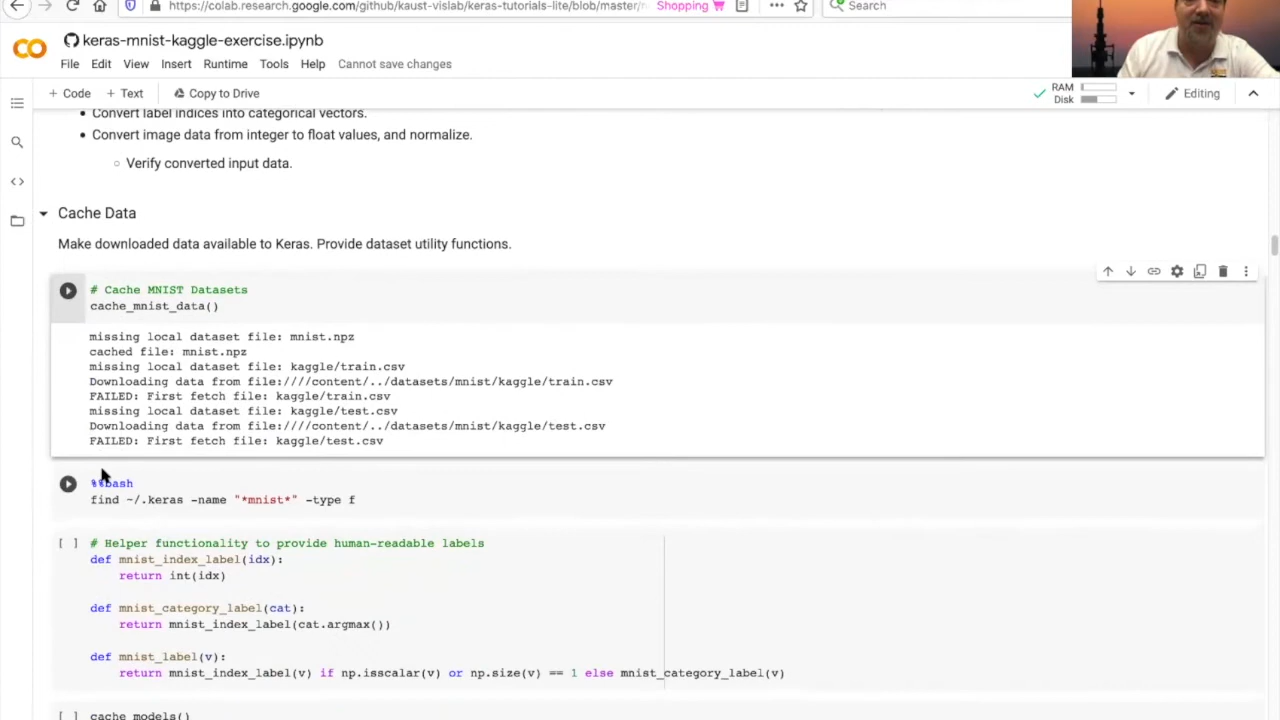 https://colab.research.google.com/github/kaust-vislab/keras-tutorials-lite/blob/master/
Shopping
Search
keras-mnist-kaggle-exercise.ipynb
File Edit View Insert Runtime Tools Help Cannot save changes
+ Code + Text Copy to Drive
RAM
Disk
Editing
• Convert label indices into categorical vectors.
• Convert image data from integer to float values, and normalize.
○ Verify converted input data.
Cache Data
Make downloaded data available to Keras. Provide dataset utility functions.
# Cache MNIST Datasets
cache_mnist_data()
missing local dataset file: mnist.npz
cached file: mnist.npz
missing local dataset file: kaggle/train.csv
Downloading data from file:////content/../datasets/mnist/kaggle/train.csv
FAILED: First fetch file: kaggle/train.csv
missing local dataset file: kaggle/test.csv
Downloading data from file:////content/../datasets/mnist/kaggle/test.csv
FAILED: First fetch file: kaggle/test.csv
%%bash
find ~/.keras -name "*mnist*" -type f
[ ] # Helper functionality to provide human-readable labels
def mnist_index_label(idx):
return int(idx)
def mnist_category_label(cat):
return mnist_index_label(cat.argmax())
def mnist_label(v):
return mnist_index_label(v) if np.isscalar(v) or np.size(v) == 1 else mnist_category_label(v)
[ ] cache_models()